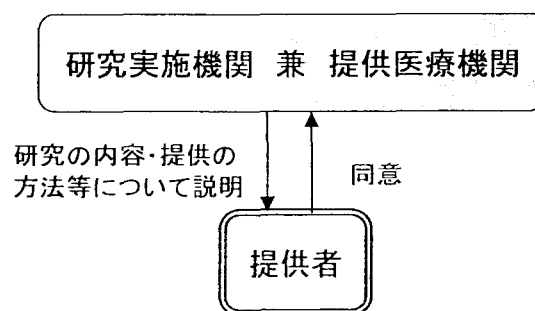 研究実施機関 兼 提供医療機関
研究の内容・提供の
方法等について説明
同意
提供者